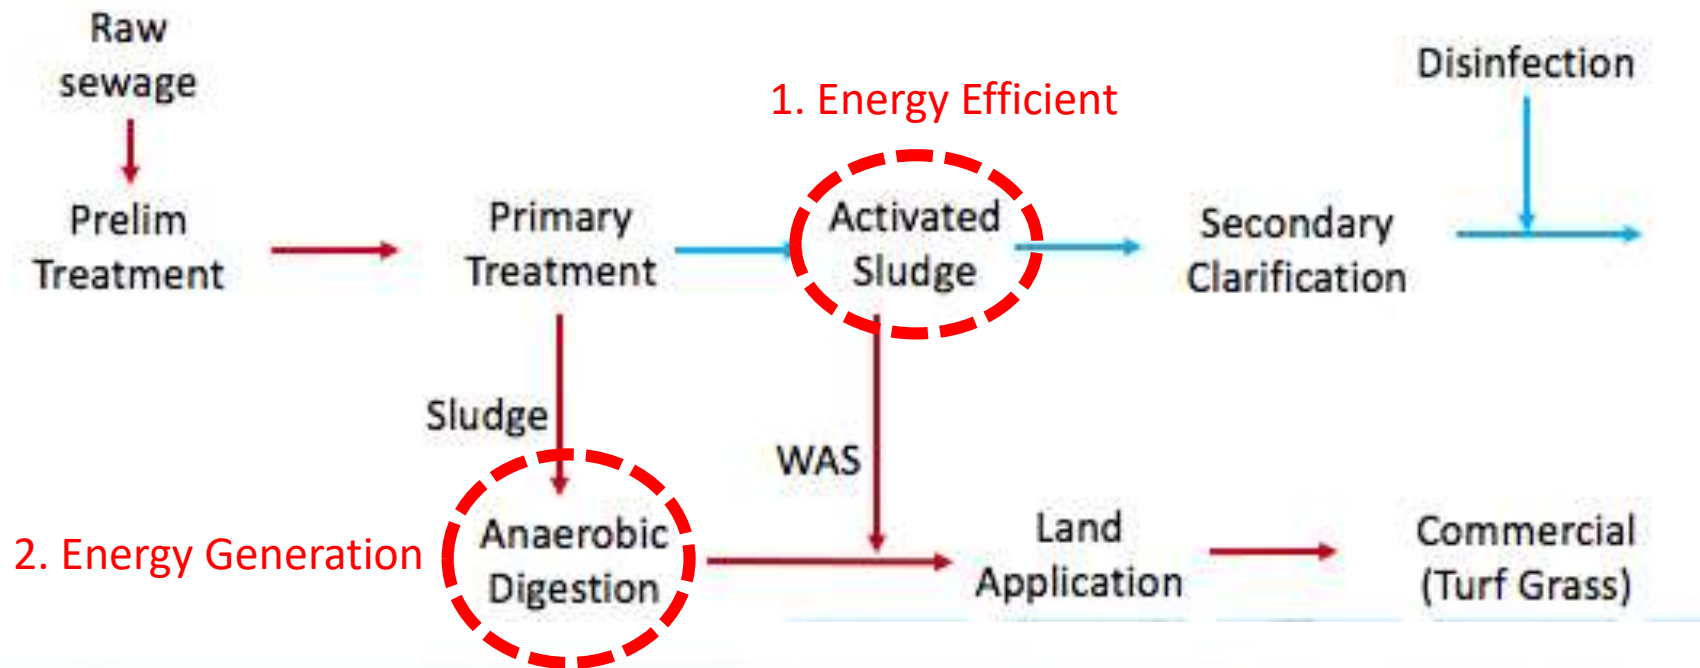 Raw
sewage
Disinfection
1. Energy Efficient
Prelim
Treatment
Primary
Treatment
Activated
Sludge
Secondary
Clarification
Sludge
WAS
2. Energy Generation
Anaerobic
Digestion
Land
Application
Commercial
(Turf Grass)